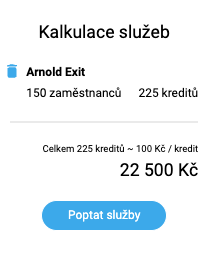 Kalkulace služeb
Arnold Exit
150 zaměstnanců 225 kreditů
Celkem 225 kreditů ~ 100 Kč / kredit
22 500 Kč
Poptat služby